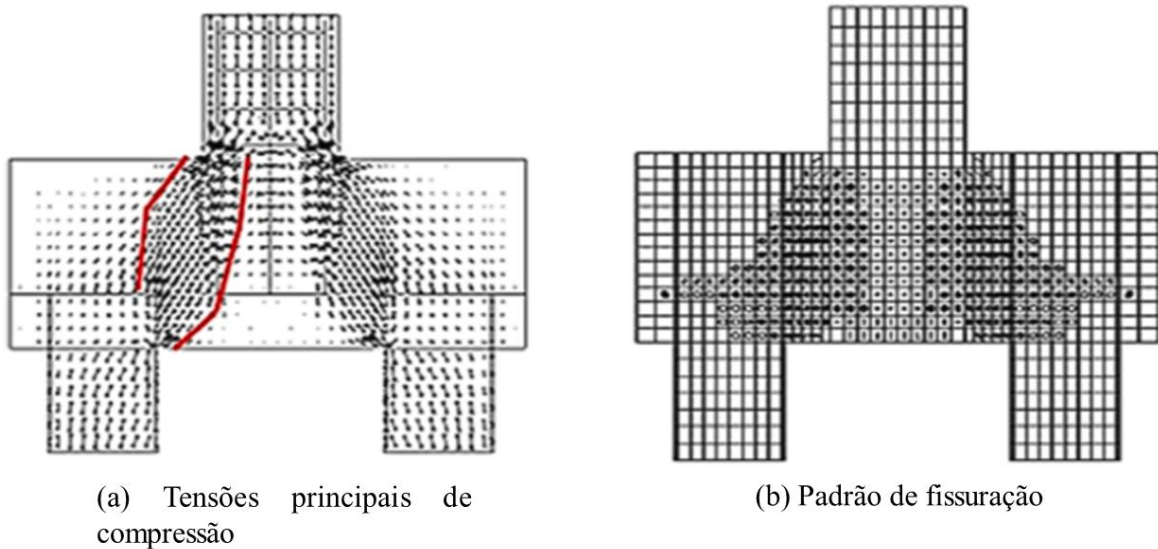 (a) Tensões principais de
compressão
(b) Padrão de fissuração